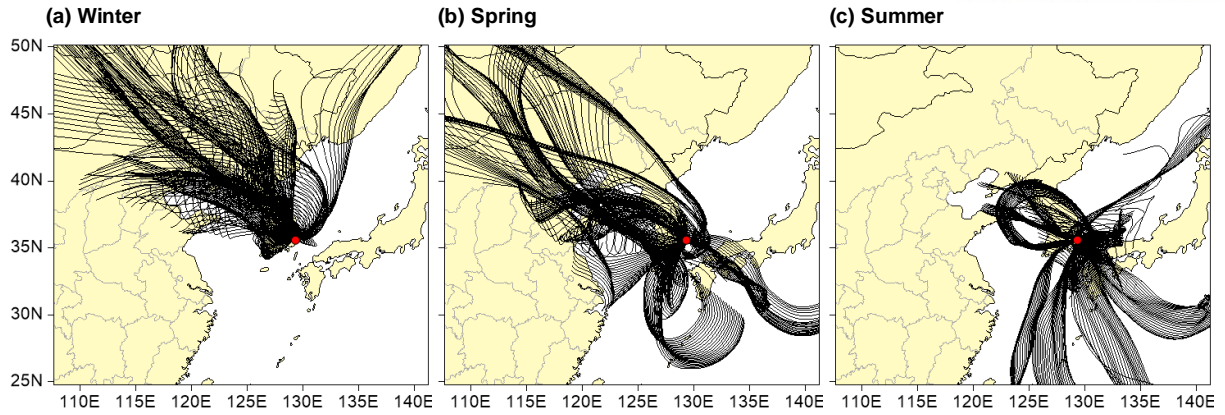 (a) Winter (b) Spring (c) Summer
50N
45N
40N
35N
30N
25N
110E 115E 120E 125E 130E 135E 140E 110E 115E 120E 125E 130E 135E 140E 110E 115E 120E 125E 130E 135E 140E